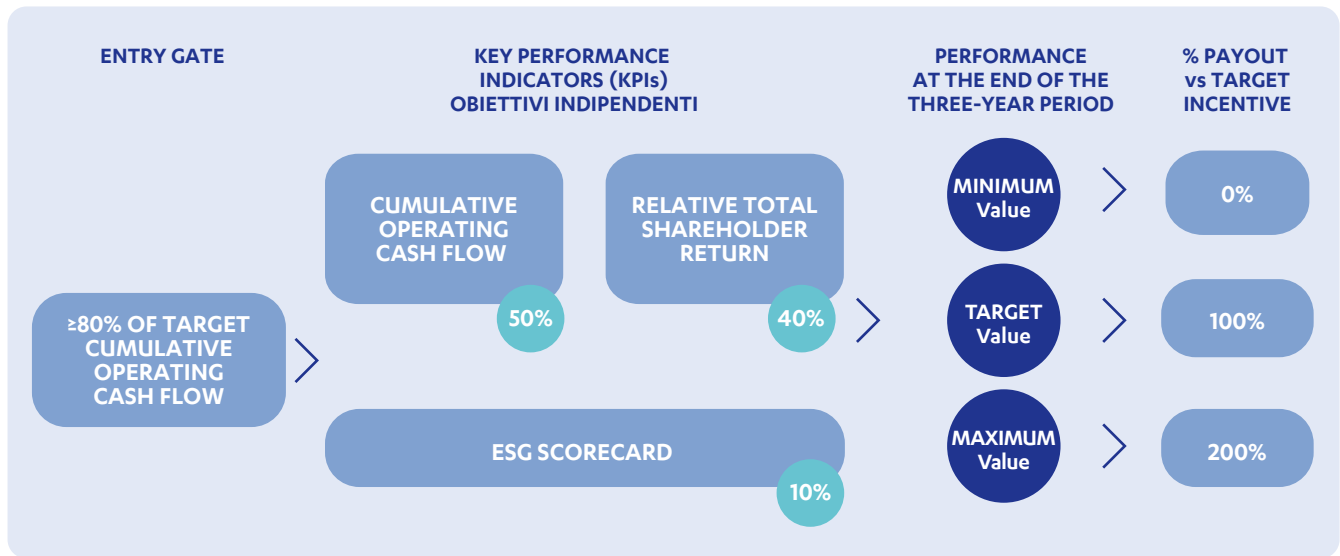 ENTRY GATE
KEY PERFORMANCE
INDICATORS (KPIs)
OBIETTIVI INDIPENDENTI
PERFORMANCE
AT THE END OF THE
THREE-YEAR PERIOD
% PAYOUT
vs TARGET
INCENTIVE
≥80% OF TARGET
CUMULATIVE
OPERATING
CASH FLOW
CUMULATIVE
OPERATING
CASH FLOW
50%
RELATIVE TOTAL
SHAREHOLDER
RETURN
40%
ESG SCORECARD
10%
MINIMUM
Value
0%
TARGET
Value
100%
MAXIMUM
Value
200%